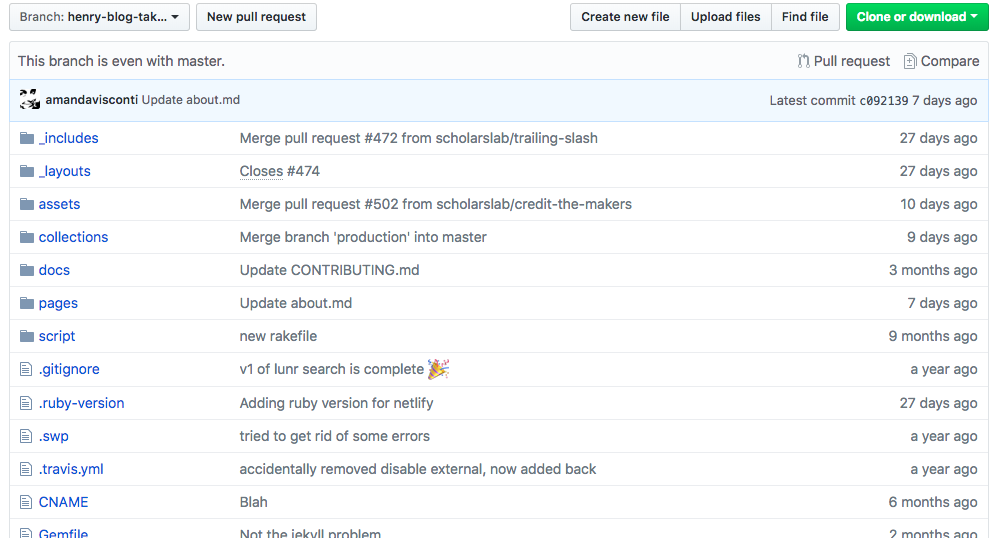 Branch: henry-blog-tak... New pull request Create new file Upload files Find file Clone or download
This branch is even with master. Pull request Compare
amandavisconti Update about.md Latest commit c092139 7 days ago
_includes Merge pull request #472 from scholarslab/trailing-slash 27 days ago
_layouts Closes #474 27 days ago
assets Merge pull request #502 from scholarslab/credit-the-makers 10 days ago
collections Merge branch 'production' into master 9 days ago
docs Update CONTRIBUTING.md 3 months ago
pages Update about.md 7 days ago
script new rakefile 9 months ago
.gitignore v1 of lunr search is complete 🎉 a year ago
.ruby-version Adding ruby version for netlify 27 days ago
.swp tried to get rid of some errors a year ago
.travis.yml accidentally removed disable external, now added back a year ago
CNAME Blah 6 months ago
Gemfile Not the jekyll problem 2 months ago